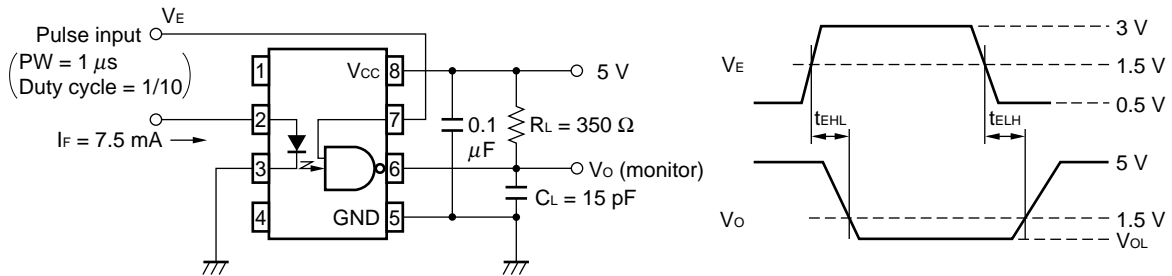 VE
Pulse input
(PW = 1 μs
Duty cycle = 1/10)
IF = 7.5 mA
1
2
3
4
VCC 8
7
6
GND 5
0.1
μF
5 V
RL = 350 Ω
VO (monitor)
CL = 15 pF
VE
3 V
1.5 V
0.5 V
tEHL
tELH
VO
5 V
1.5 V
VOL